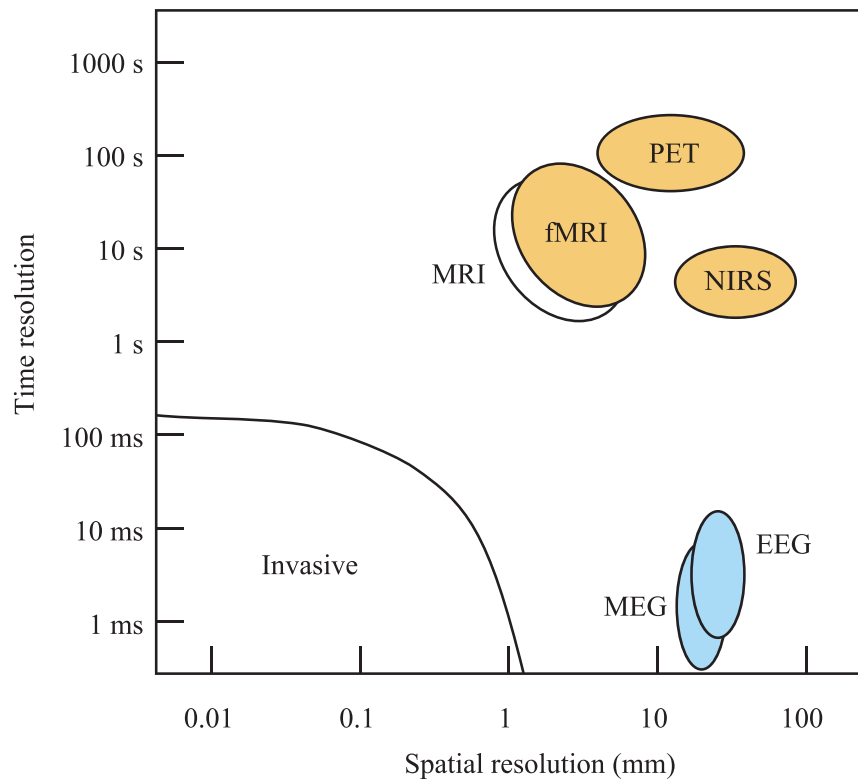 1000 s
100 s
10 s
1 s
100 ms
10 ms
1 ms
Time resolution
PET
fMRI
MRI
NIRS
Invasive
EEG
MEG
0.01
0.1
1
10
100
Spatial resolution (mm)